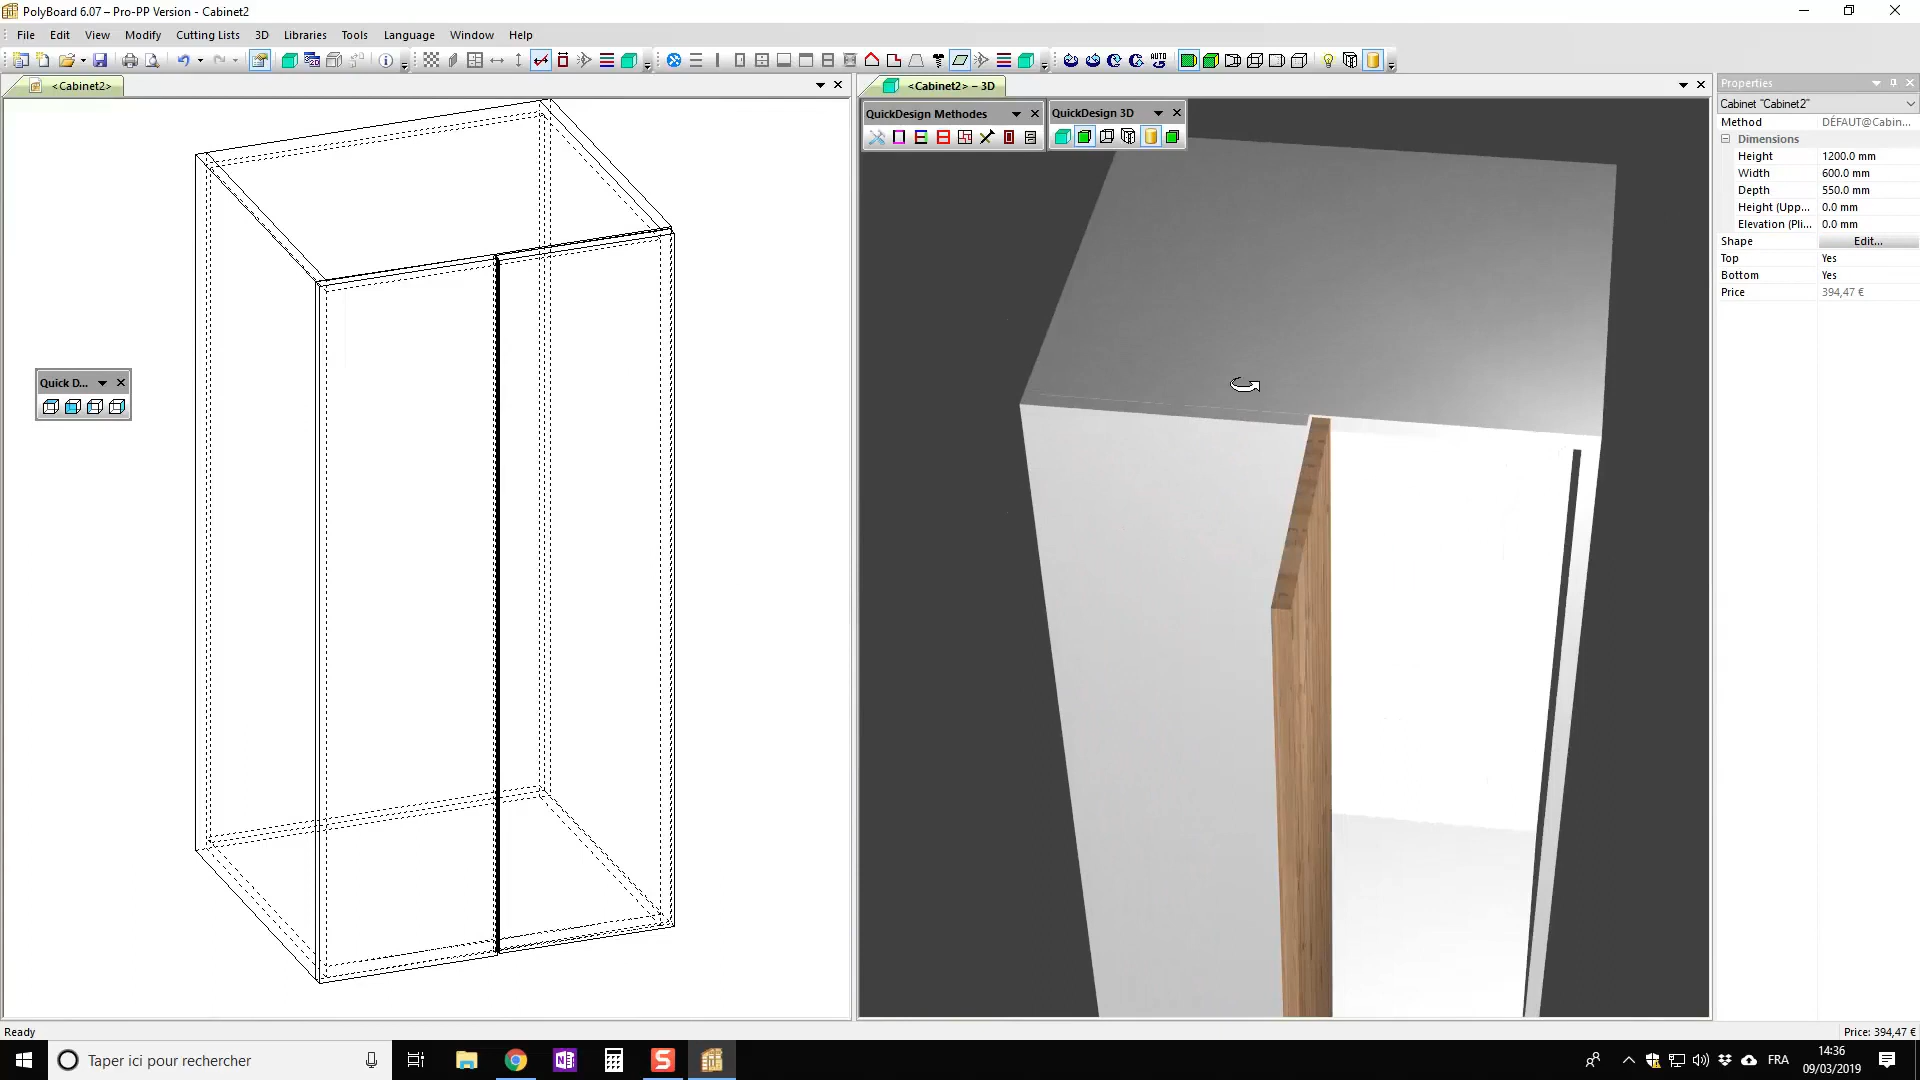 PolyBoard 6.07 – Pro-PP Version - Cabinet2
File Edit View Modify Cutting Lists 3D Libraries Tools Language Window Help
AUTO
<Cabinet2>
<Cabinet2> – 3D
Properties
QuickDesign Methodes
QuickDesign 3D
Cabinet "Cabinet2"
Method DÉFAUT@Cabin...
Dimensions
Height 1200.0 mm
Width 600.0 mm
Depth 550.0 mm
Height (Upp... 0.0 mm
Elevation (Pli... 0.0 mm
Shape Edit...
Top Yes
Bottom Yes
Price 394,47 €
Quick D...
Ready
Price: 394,47 €
Taper ici pour rechercher
FRA
14:36
09/03/2019